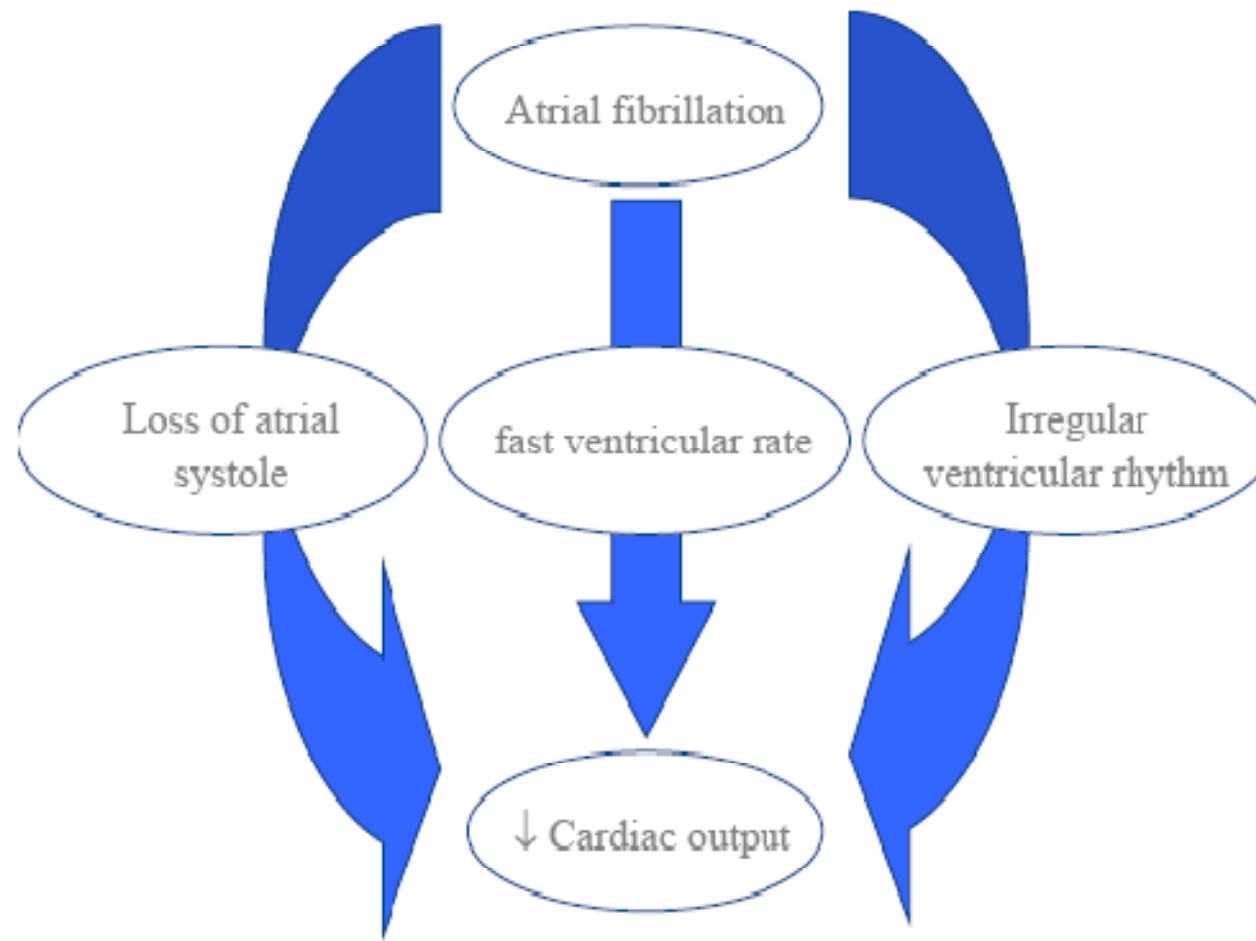 Atrial fibrillation
Loss of atrial
systole
fast ventricular rate
Irregular
ventricular rhythm
↓ Cardiac output